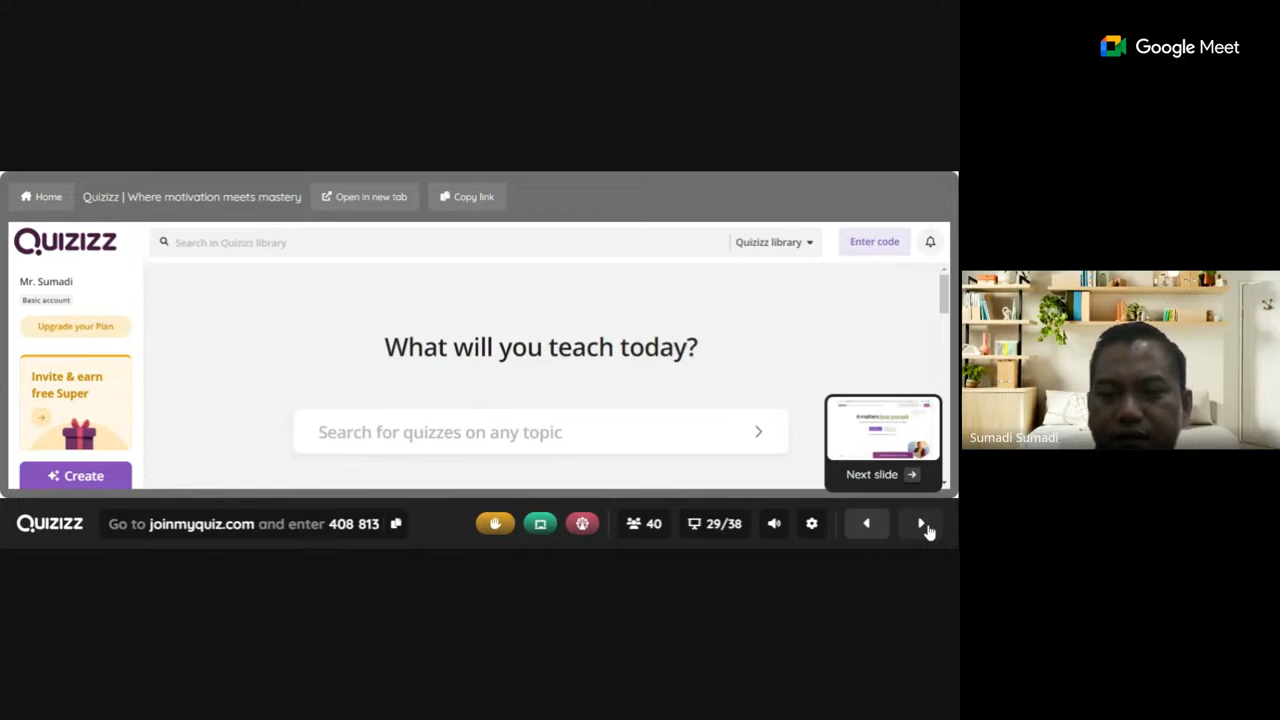 Google Meet
Home
Quizizz | Where motivation meets mastery
Open in new tab
Copy link
QUIZIZZ
Search in Quizizz library
Quizizz library
Enter code
Mr. Sumadi
Basic account
Upgrade your Plan
Invite & earn
free Super
Create
What will you teach today?
Search for quizzes on any topic
Next slide
Sumadi Sumadi
QUIZIZZ
Go to joinmyquiz.com and enter 408 813
40
29/38